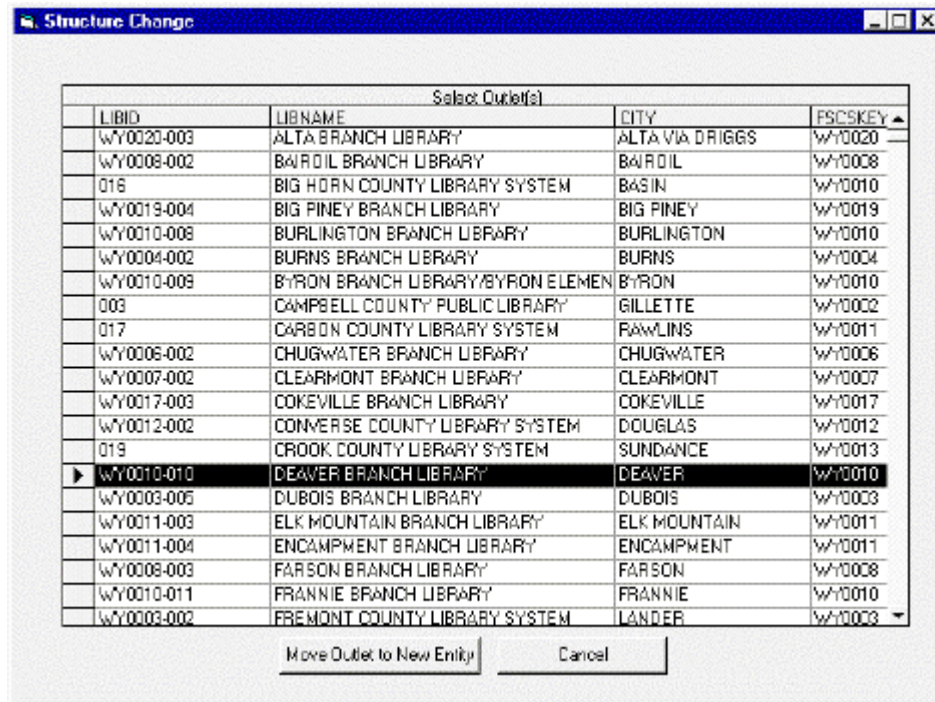 Structure Change
Select Outlet(s)
LIBID LIBNAME CITY FSCSKEY
WY0020-003 ALTA BRANCH LIBRARY ALTA VIA DRIGGS WY0020
WY0008-002 BAIROIL BRANCH LIBRARY BAIROIL WY0008
016 BIG HORN COUNTY LIBRARY SYSTEM BASIN WY0010
WY0019-004 BIG PINEY BRANCH LIBRARY BIG PINEY WY0019
WY0010-008 BURLINGTON BRANCH LIBRARY BURLINGTON WY0010
WY0004-002 BURNS BRANCH LIBRARY BURNS WY0004
WY0010-009 BYRON BRANCH LIBRARY/BYRON ELEMEN BYRON WY0010
003 CAMPBELL COUNTY PUBLIC LIBRARY GILLETTE WY0002
017 CARBON COUNTY LIBRARY SYSTEM RAWLINS WY0011
WY0006-002 CHUGWATER BRANCH LIBRARY CHUGWATER WY0006
WY0007-002 CLEARMONT BRANCH LIBRARY CLEARMONT WY0007
WY0017-003 COKEVILLE BRANCH LIBRARY COKEVILLE WY0017
WY0012-002 CONVERSE COUNTY LIBRARY SYSTEM DOUGLAS WY0012
019 CROOK COUNTY LIBRARY SYSTEM SUNDANCE WY0013
WY0010-010 DEAVER BRANCH LIBRARY DEAVER WY0010
WY0003-005 DUBOIS BRANCH LIBRARY DUBOIS WY0003
WY0011-003 ELK MOUNTAIN BRANCH LIBRARY ELK MOUNTAIN WY0011
WY0011-004 ENCAMPMENT BRANCH LIBRARY ENCAMPMENT WY0011
WY0008-003 FARSON BRANCH LIBRARY FARSON WY0008
WY0010-011 FRANNIE BRANCH LIBRARY FRANNIE WY0010
WY0003-002 FREMONT COUNTY LIBRARY SYSTEM LANDER WY0003
Move Outlet to New Entity Cancel